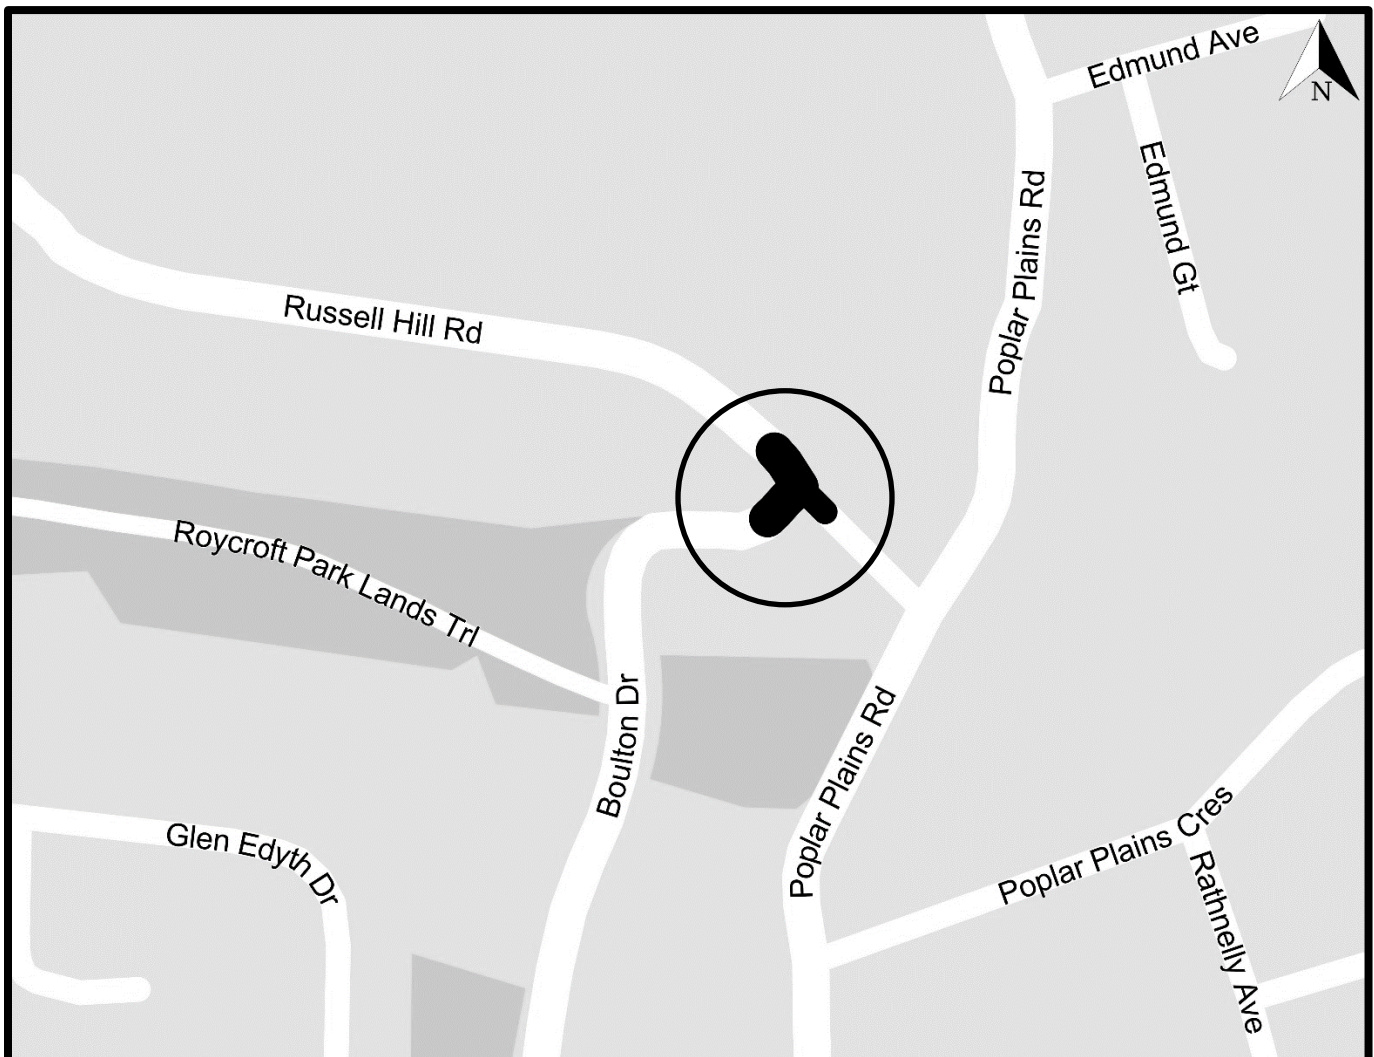 Edmund Ave
N
Edmund Gt
Poplar Plains Rd
Russell Hill Rd
Roycroft Park Lands Trl
Boulton Dr
Poplar Plains Rd
Glen Edyth Dr
Poplar Plains Cres
Rathnelly Ave